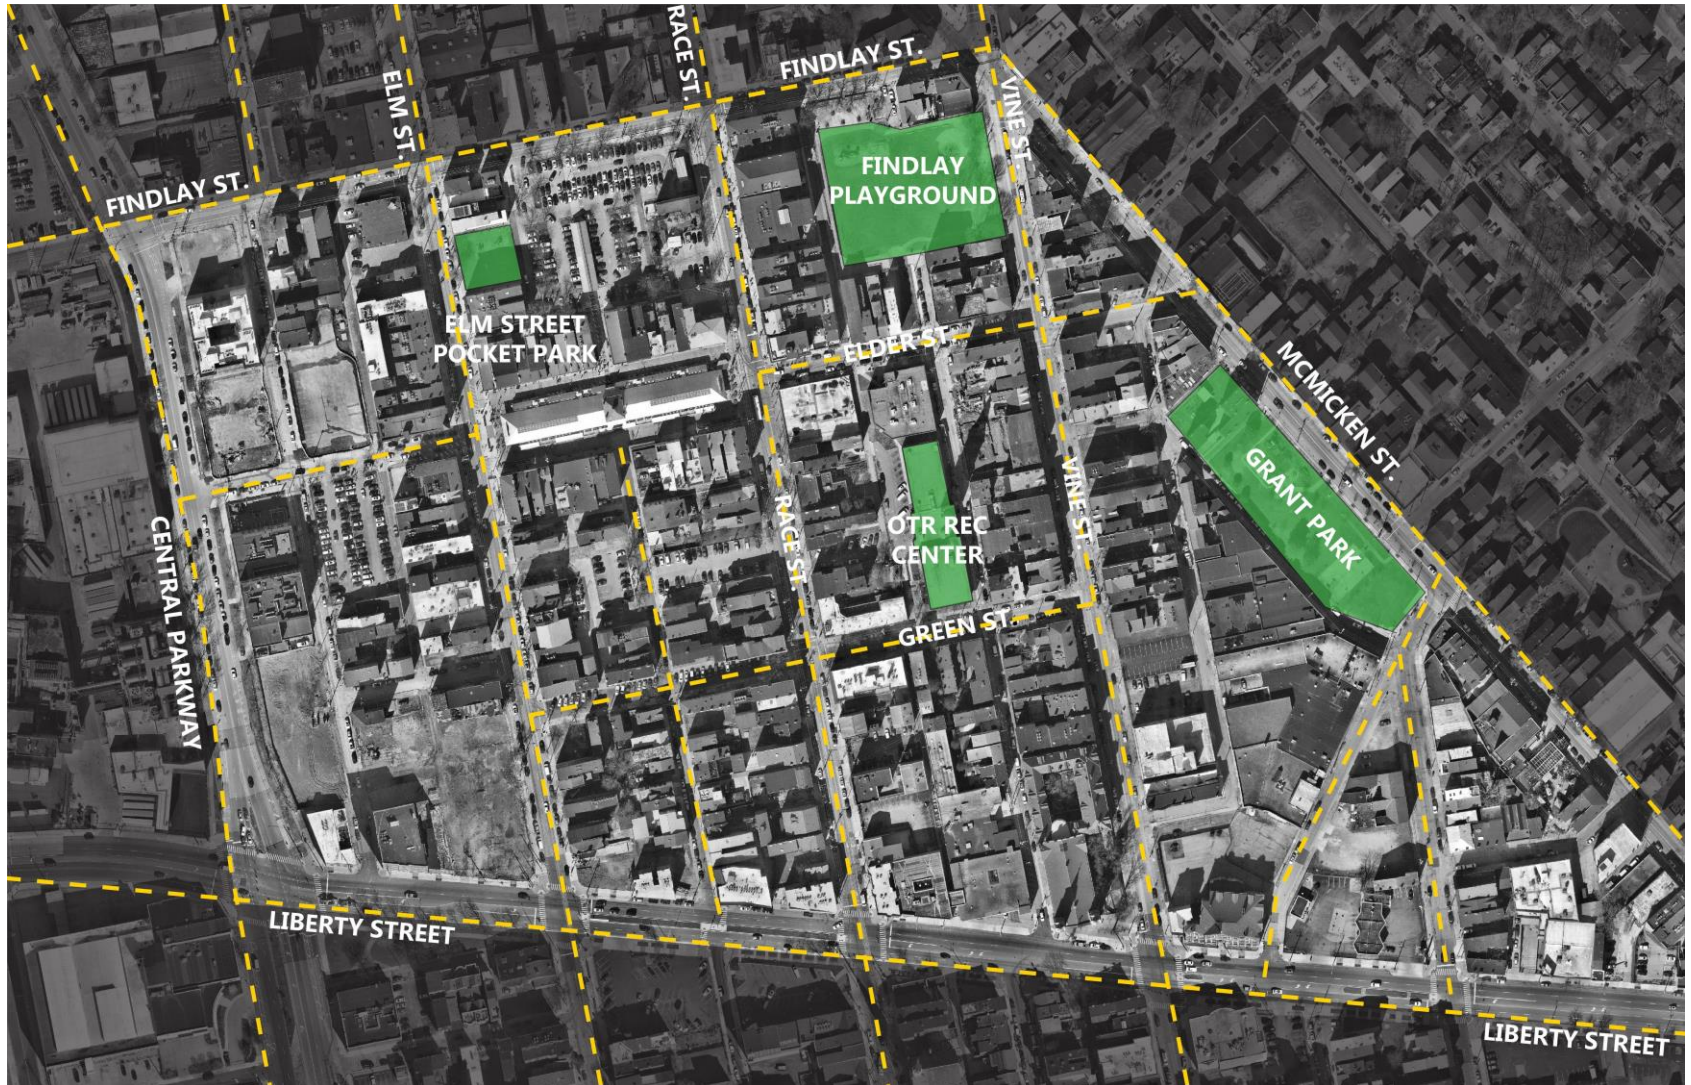 RACE ST.
FINDLAY ST.
ELM ST.
VINE ST.
FINDLAY
PLAYGROUND
FINDLAY ST.
ELM STREET
POCKET PARK
ELDER ST.
MCMICKEN ST.
GRANT PARK
VINE ST
RACE ST.
OTR REC
CENTER
CENTRAL PARKWAY
GREEN ST.
LIBERTY STREET
LIBERTY STREET